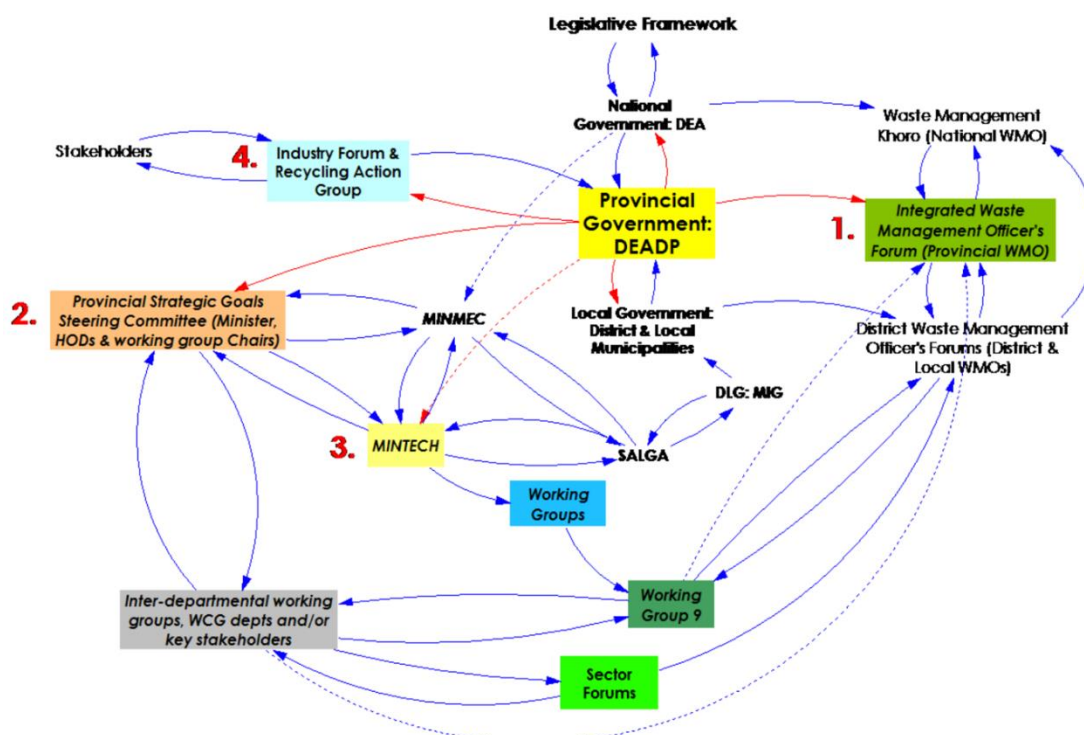 Legislative Framework
National
Government: DEA
Waste Management
Khoro (National WMO)
Stakeholders
4.
Industry Forum &
Recycling Action
Group
Provincial
Government:
DEADP
1.
Integrated Waste
Management Officer's
Forum (Provincial WMO)
2.
Provincial Strategic Goals
Steering Committee (Minister,
HODs & working group Chairs)
MINMEC
Local Government:
District & Local
Municipalities
District Waste Management
Officer's Forums (District &
Local WMOs)
DLG: MIG
3.
MINTECH
SALGA
Working
Groups
Inter-departmental working
groups, WCG depts and/or
key stakeholders
Working
Group 9
Sector
Forums